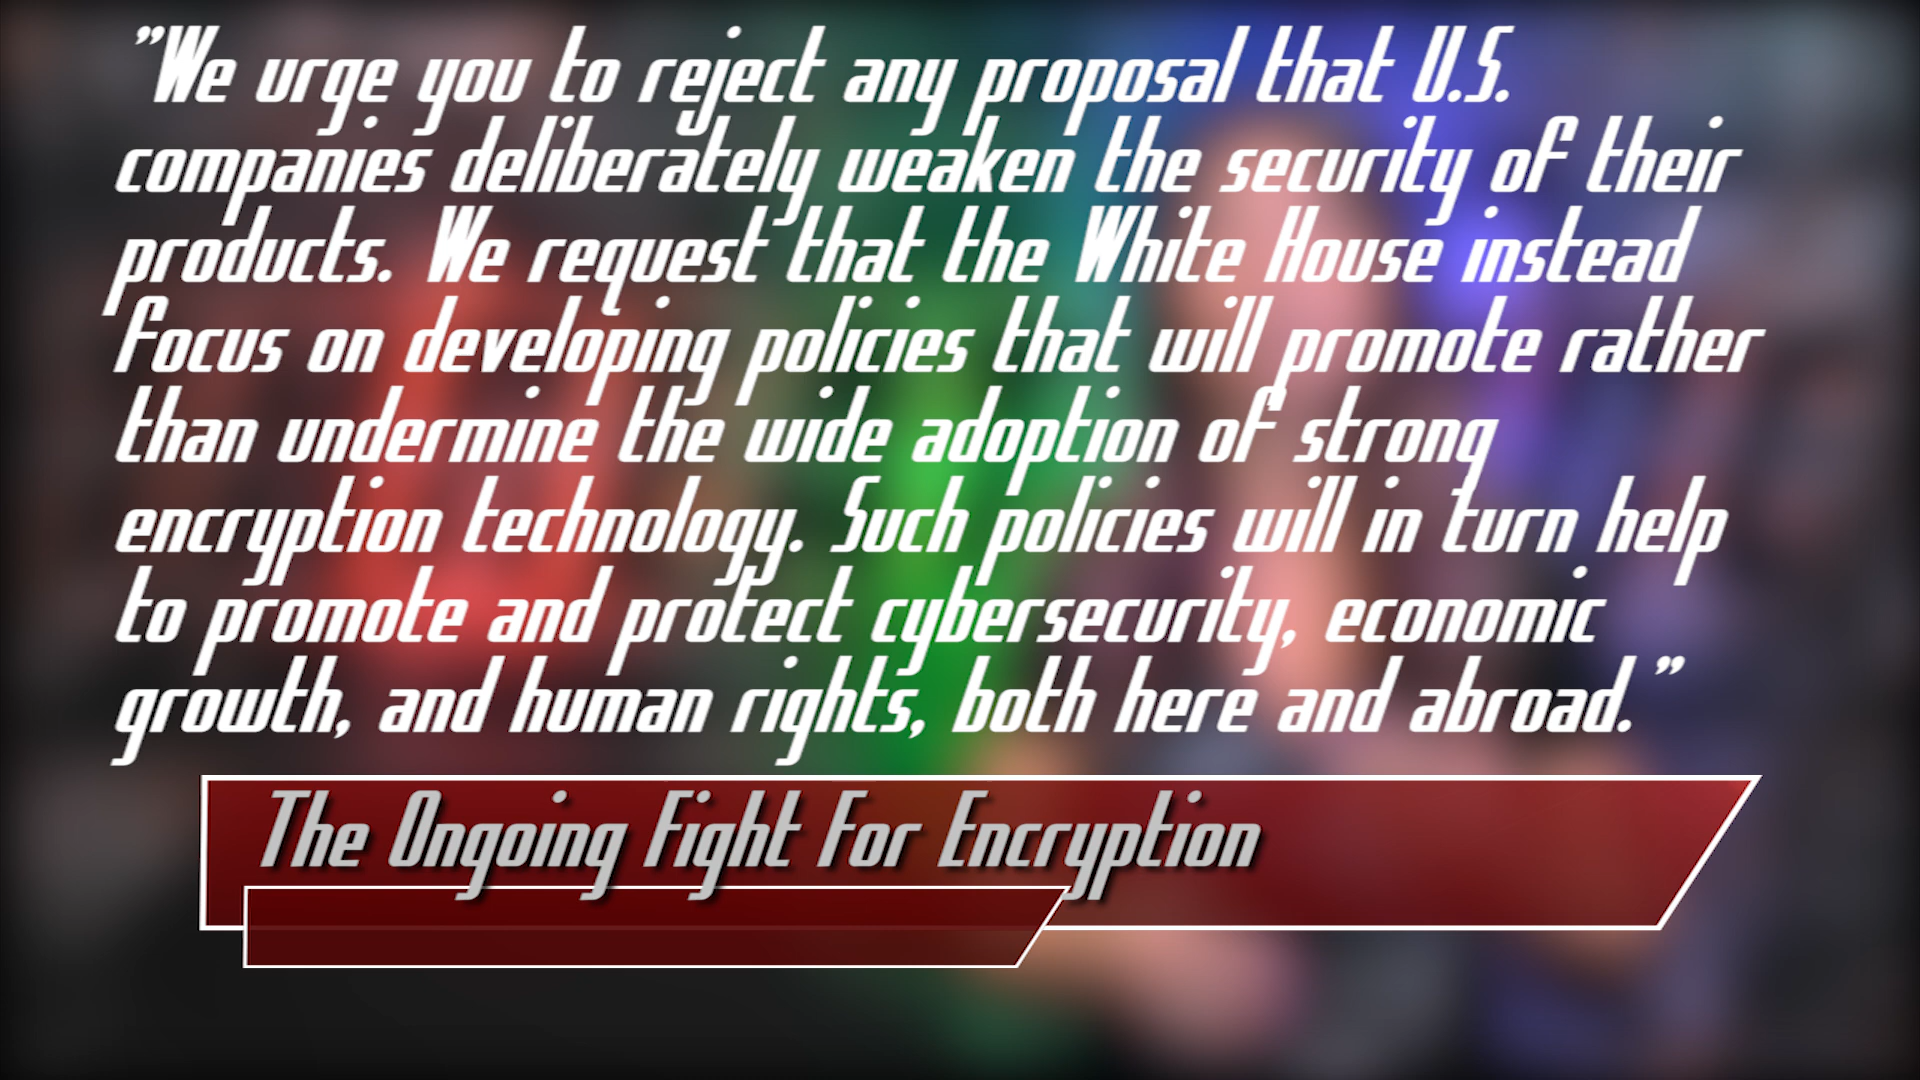 "We urge you to reject any proposal that U.S.
companies deliberately weaken the security of their
products. We request that the White House instead
focus on developing policies that will promote rather
than undermine the wide adoption of strong
encryption technology. Such policies will in turn help
to promote and protect cybersecurity, economic
growth, and human rights, both here and abroad."
The Ongoing Fight For Encryption